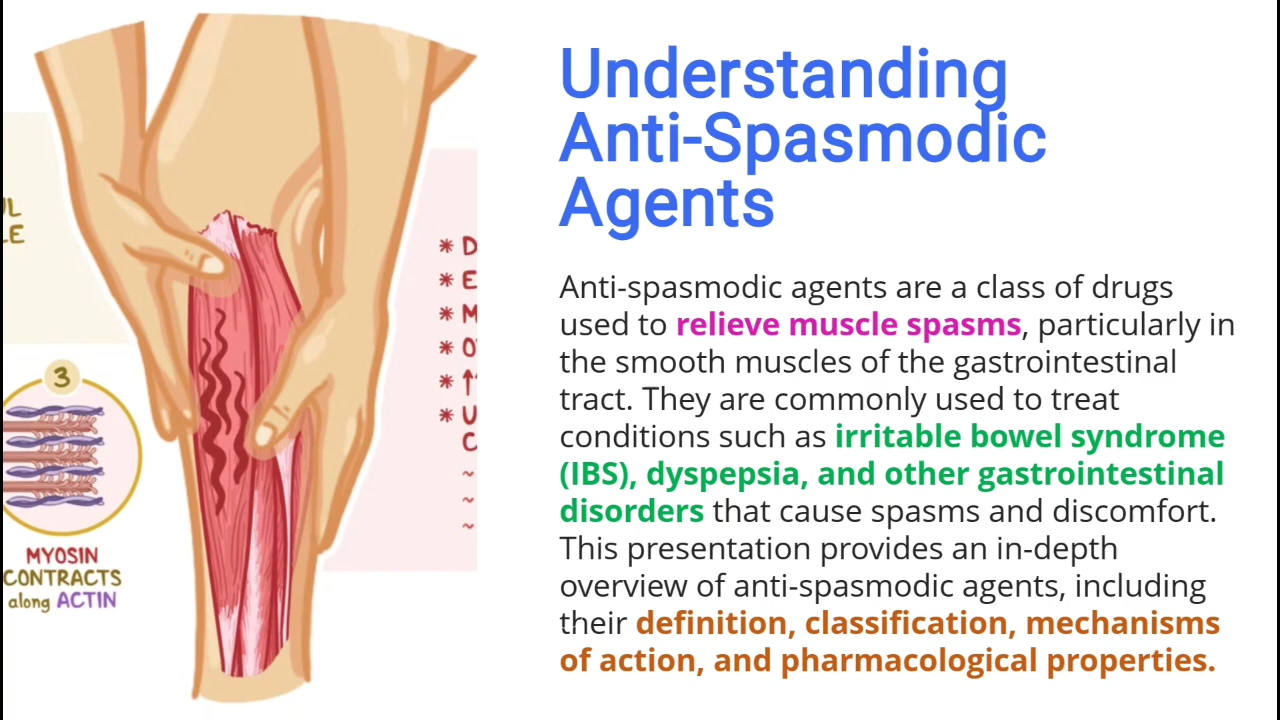 Understanding
Anti-Spasmodic
Agents
Anti-spasmodic agents are a class of drugs
used to relieve muscle spasms, particularly in
the smooth muscles of the gastrointestinal
tract. They are commonly used to treat
conditions such as irritable bowel syndrome
(IBS), dyspepsia, and other gastrointestinal
disorders that cause spasms and discomfort.
This presentation provides an in-depth
overview of anti-spasmodic agents, including
their definition, classification, mechanisms
of action, and pharmacological properties.
3
MYOSIN
CONTRACTS
along ACTIN